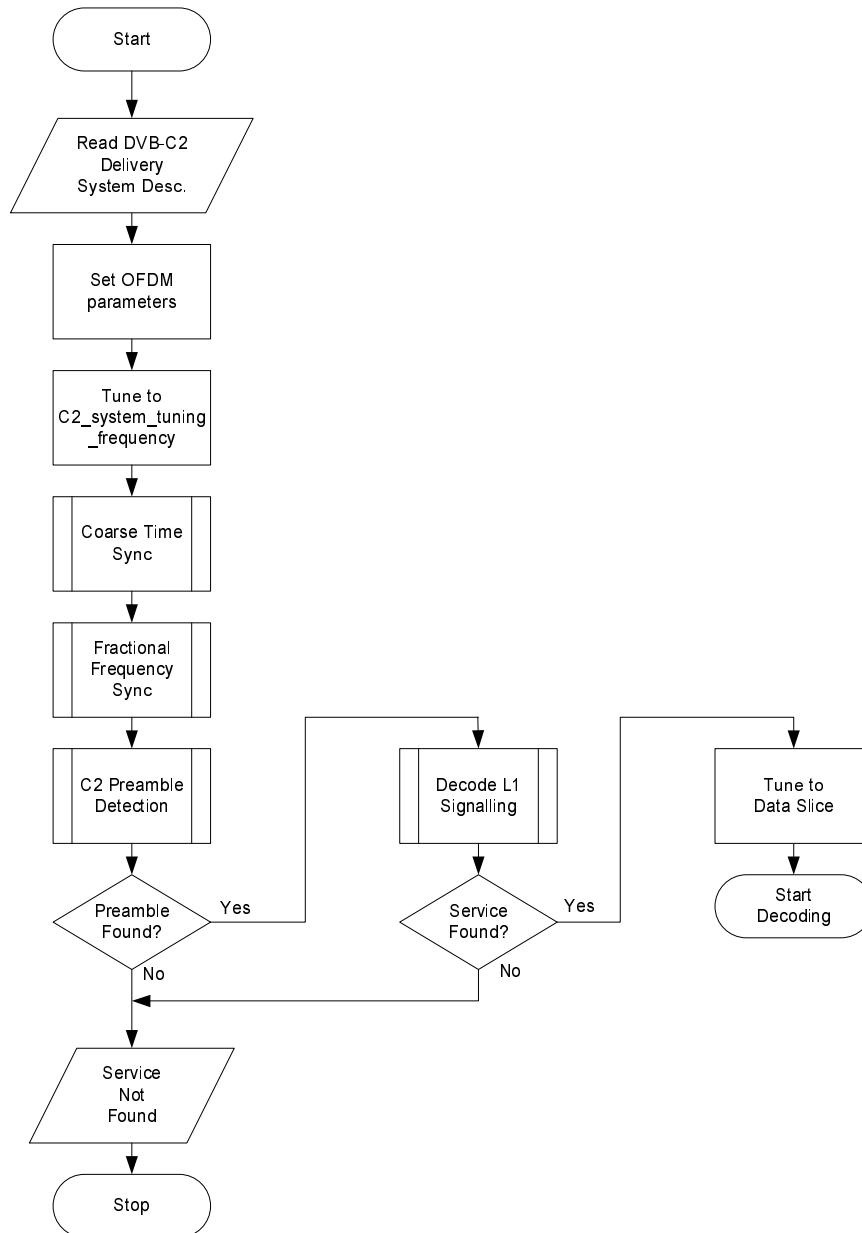 Start
Read DVB-C2
Delivery
System Desc.
Set OFDM
parameters
Tune to
C2_system_tuning
_frequency
Coarse Time
Sync
Fractional
Frequency
Sync
C2 Preamble
Detection
Decode L1
Signalling
Tune to
Data Slice
Preamble
Found?
Yes
No
Service
Found?
Yes
No
Start
Decoding
Service
Not
Found
Stop